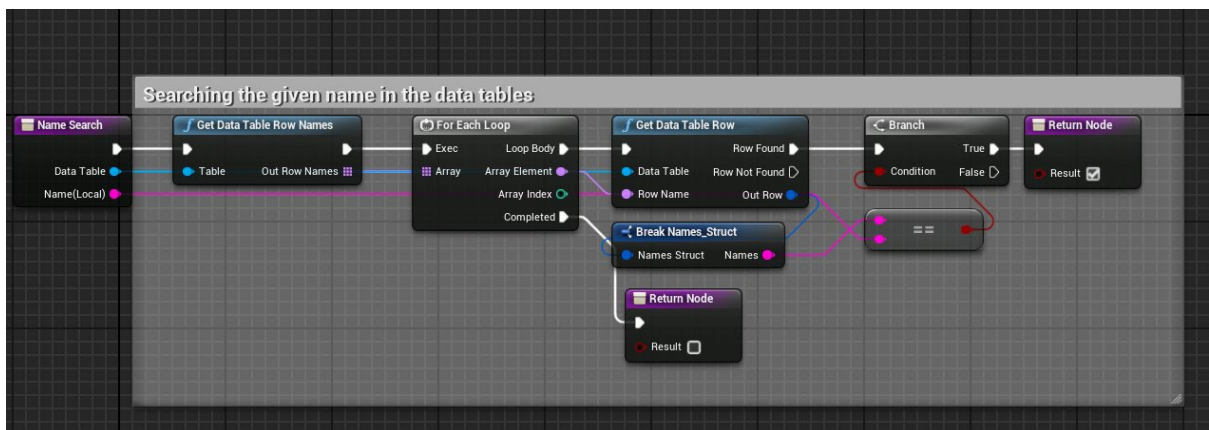 Searching the given name in the data tables
Name Search
Data Table
Name(Local)
Get Data Table Row Names
Table
Out Row Names
For Each Loop
Exec
Loop Body
Array
Array Element
Array Index
Completed
Get Data Table Row
Row Found
Data Table
Row Not Found
Row Name
Out Row
Break Names_Struct
Names Struct
Names
Return Node
Result
Branch
True
Condition
False
==
Return Node
Result